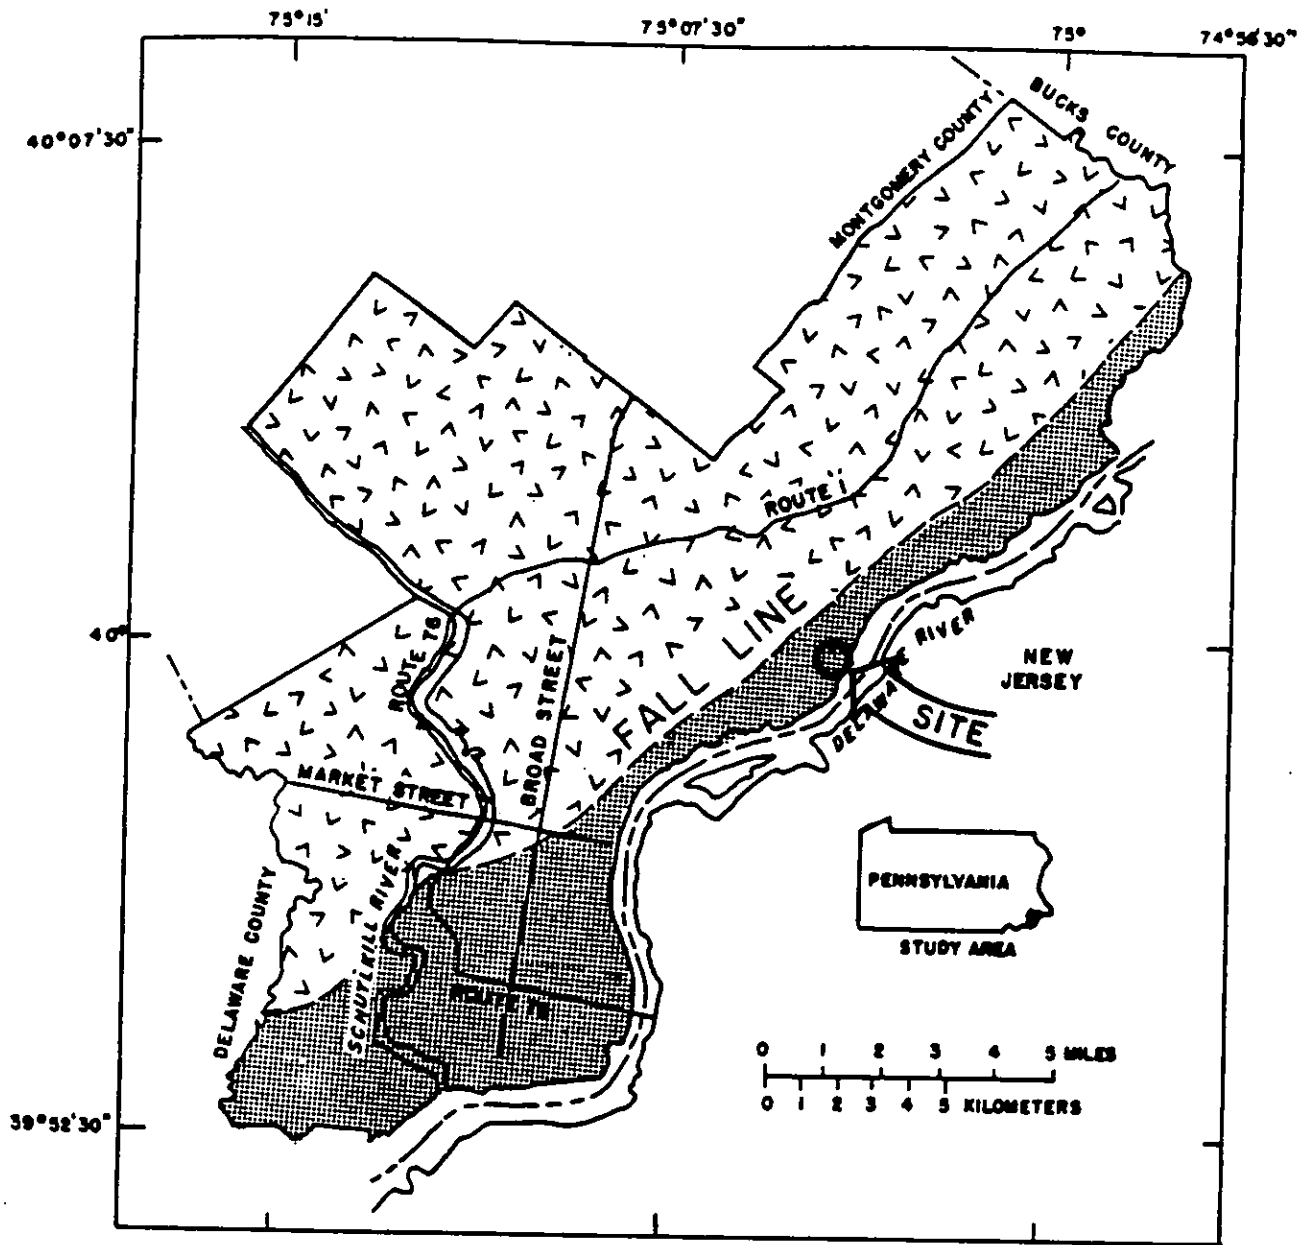 75°15'
75°07'30"
75°
74°56'30"
40°07'30"
BUCKS COUNTY
MONTGOMERY COUNTY
ROUTE 1
FALL LINE
40°
ROUTE 76
BROAD STREET
DELAWARE RIVER
NEW
JERSEY
SITE
MARKET STREET
SCHUYLKILL RIVER
DELAWARE COUNTY
PENNSYLVANIA
STUDY AREA
ROUTE 76
0 1 2 3 4 5 MILES
0 1 2 3 4 5 KILOMETERS
39°52'30"